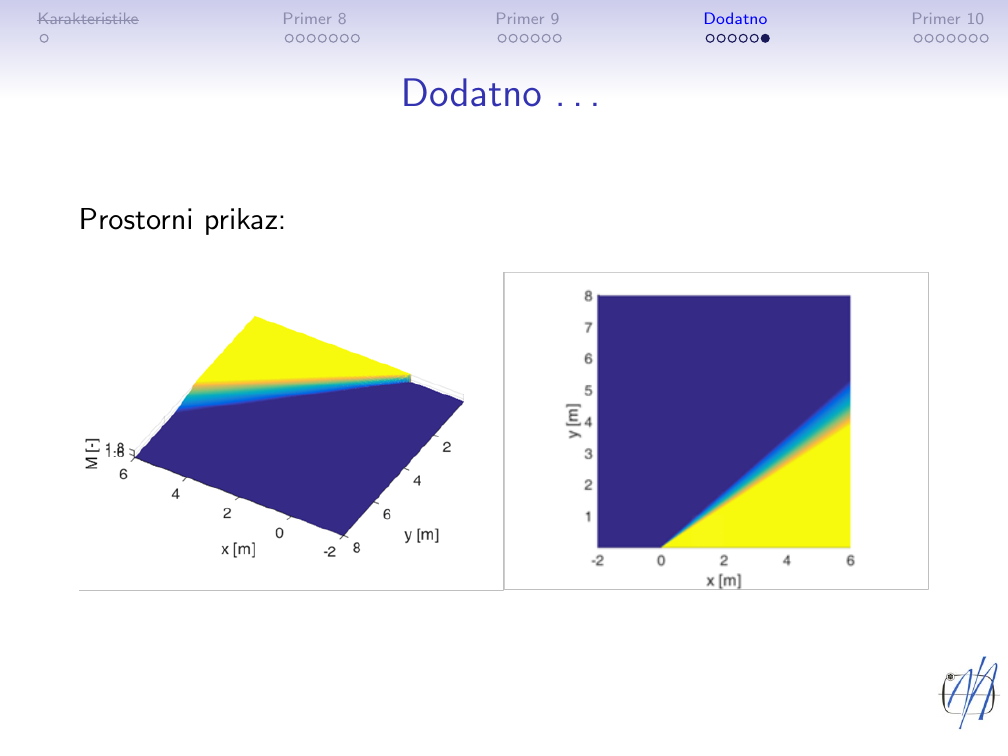 Karakteristike Primer 8 Primer 9 Dodatno Primer 10
Dodatno . . .
Prostorni prikaz:
M [-]
1.8
1.6
6
4
2
0
-2
x [m]
2
4
6
8
y [m]
8
7
6
5
4
3
2
1
y [m]
-2 0 2 4 6
x [m]